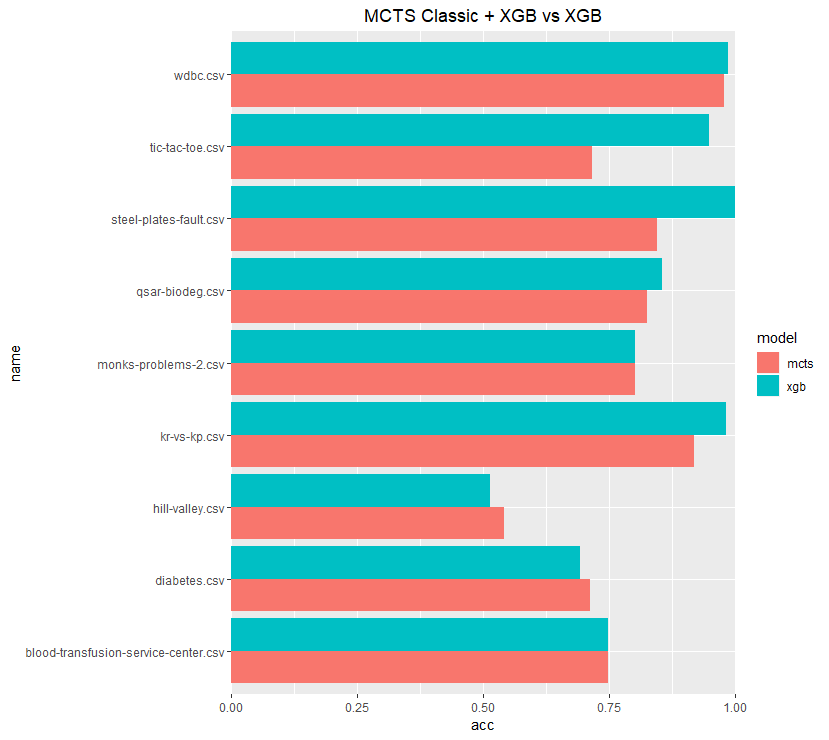 MCTS Classic + XGB vs XGB
name
wdbc.csv
tic-tac-toe.csv
steel-plates-fault.csv
qsar-biodeg.csv
monks-problems-2.csv
kr-vs-kp.csv
hill-valley.csv
diabetes.csv
blood-transfusion-service-center.csv
0.00 0.25 0.50 0.75 1.00
acc
model
mcts
xgb